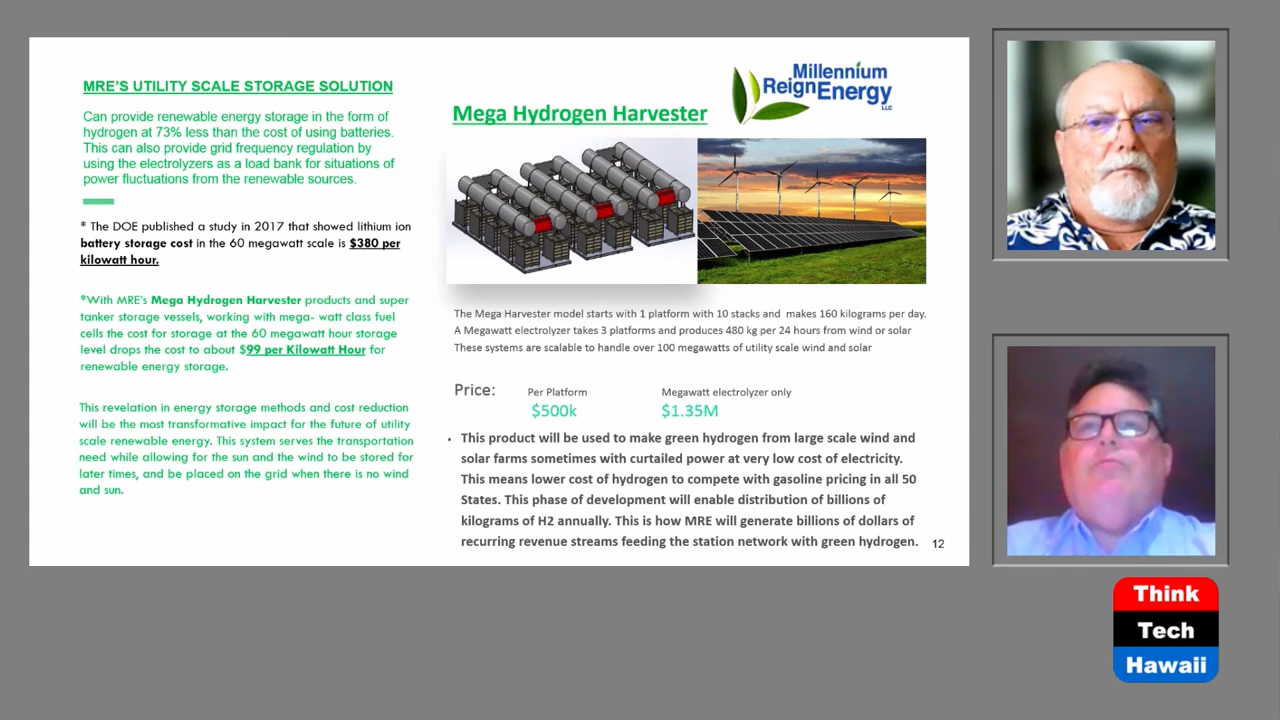 MRE'S UTILITY SCALE STORAGE SOLUTION
Can provide renewable energy storage in the form of
hydrogen at 73% less than the cost of using batteries.
This can also provide grid frequency regulation by
using the electrolyzers as a load bank for situations of
power fluctuations from the renewable sources.
* The DOE published a study in 2017 that showed lithium ion
battery storage cost in the 60 megawatt scale is $380 per
kilowatt hour.
*With MRE's Mega Hydrogen Harvester products and super
tanker storage vessels, working with mega- watt class fuel
cells the cost for storage at the 60 megawatt hour storage
level drops the cost to about $99 per Kilowatt Hour for
renewable energy storage.
This revelation in energy storage methods and cost reduction
will be the most transformative impact for the future of utility
scale renewable energy. This system serves the transportation
need while allowing for the sun and the wind to be stored for
later times, and be placed on the grid when there is no wind
and sun.
Millennium
ReignEnergy
LLC
Mega Hydrogen Harvester
The Mega Harvester model starts with 1 platform with 10 stacks and makes 160 kilograms per day.
A Megawatt electrolyzer takes 3 platforms and produces 480 kg per 24 hours from wind or solar
These systems are scalable to handle over 100 megawatts of utility scale wind and solar
Price: Per Platform Megawatt electrolyzer only
$500k $1.35M
• This product will be used to make green hydrogen from large scale wind and
solar farms sometimes with curtailed power at very low cost of electricity.
This means lower cost of hydrogen to compete with gasoline pricing in all 50
States. This phase of development will enable distribution of billions of
kilograms of H2 annually. This is how MRE will generate billions of dollars of
recurring revenue streams feeding the station network with green hydrogen.
12
Think
Tech
Hawaii